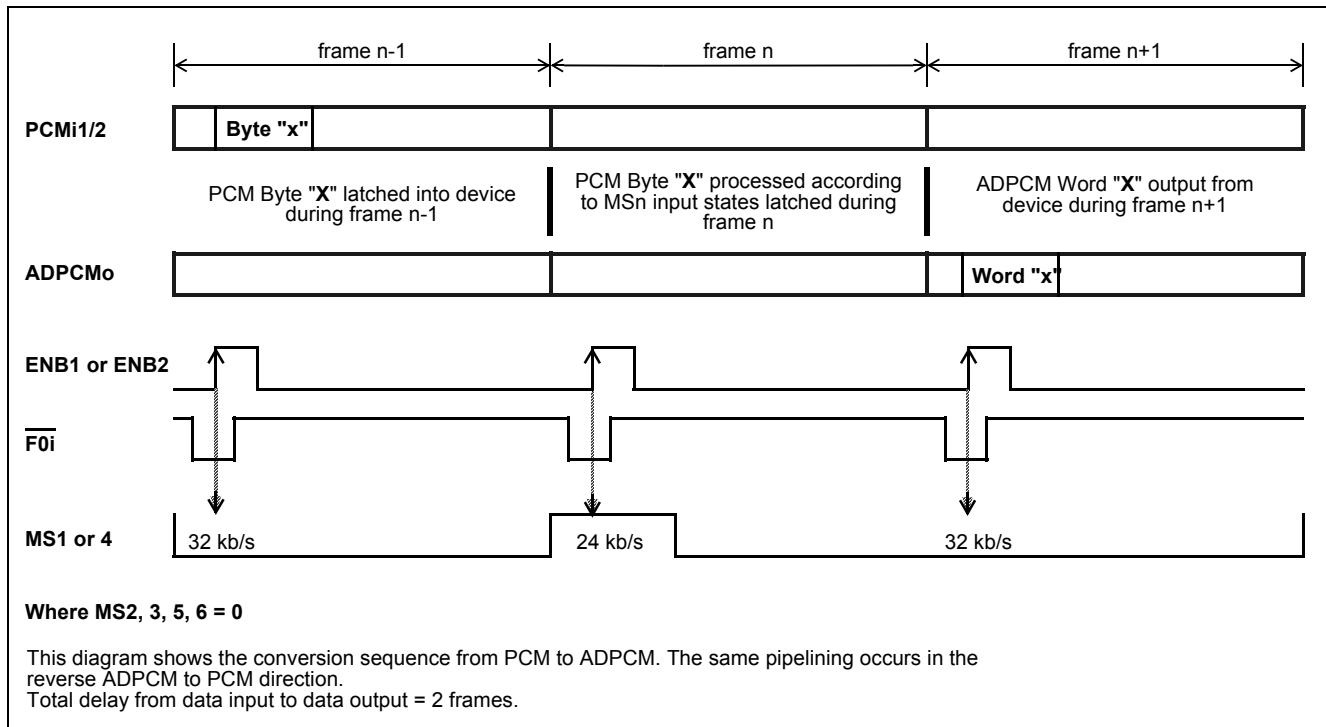 frame n-1 frame n frame n+1
PCMi1/2 Byte "x"
PCM Byte "X" latched into device
during frame n-1
PCM Byte "X" processed according
to MSn input states latched during
frame n
ADPCM Word "X" output from
device during frame n+1
ADPCMo Word "x"
ENB1 or ENB2
F0i
MS1 or 4 32 kb/s 24 kb/s 32 kb/s
Where MS2, 3, 5, 6 = 0
This diagram shows the conversion sequence from PCM to ADPCM. The same pipelining occurs in the
reverse ADPCM to PCM direction.
Total delay from data input to data output = 2 frames.